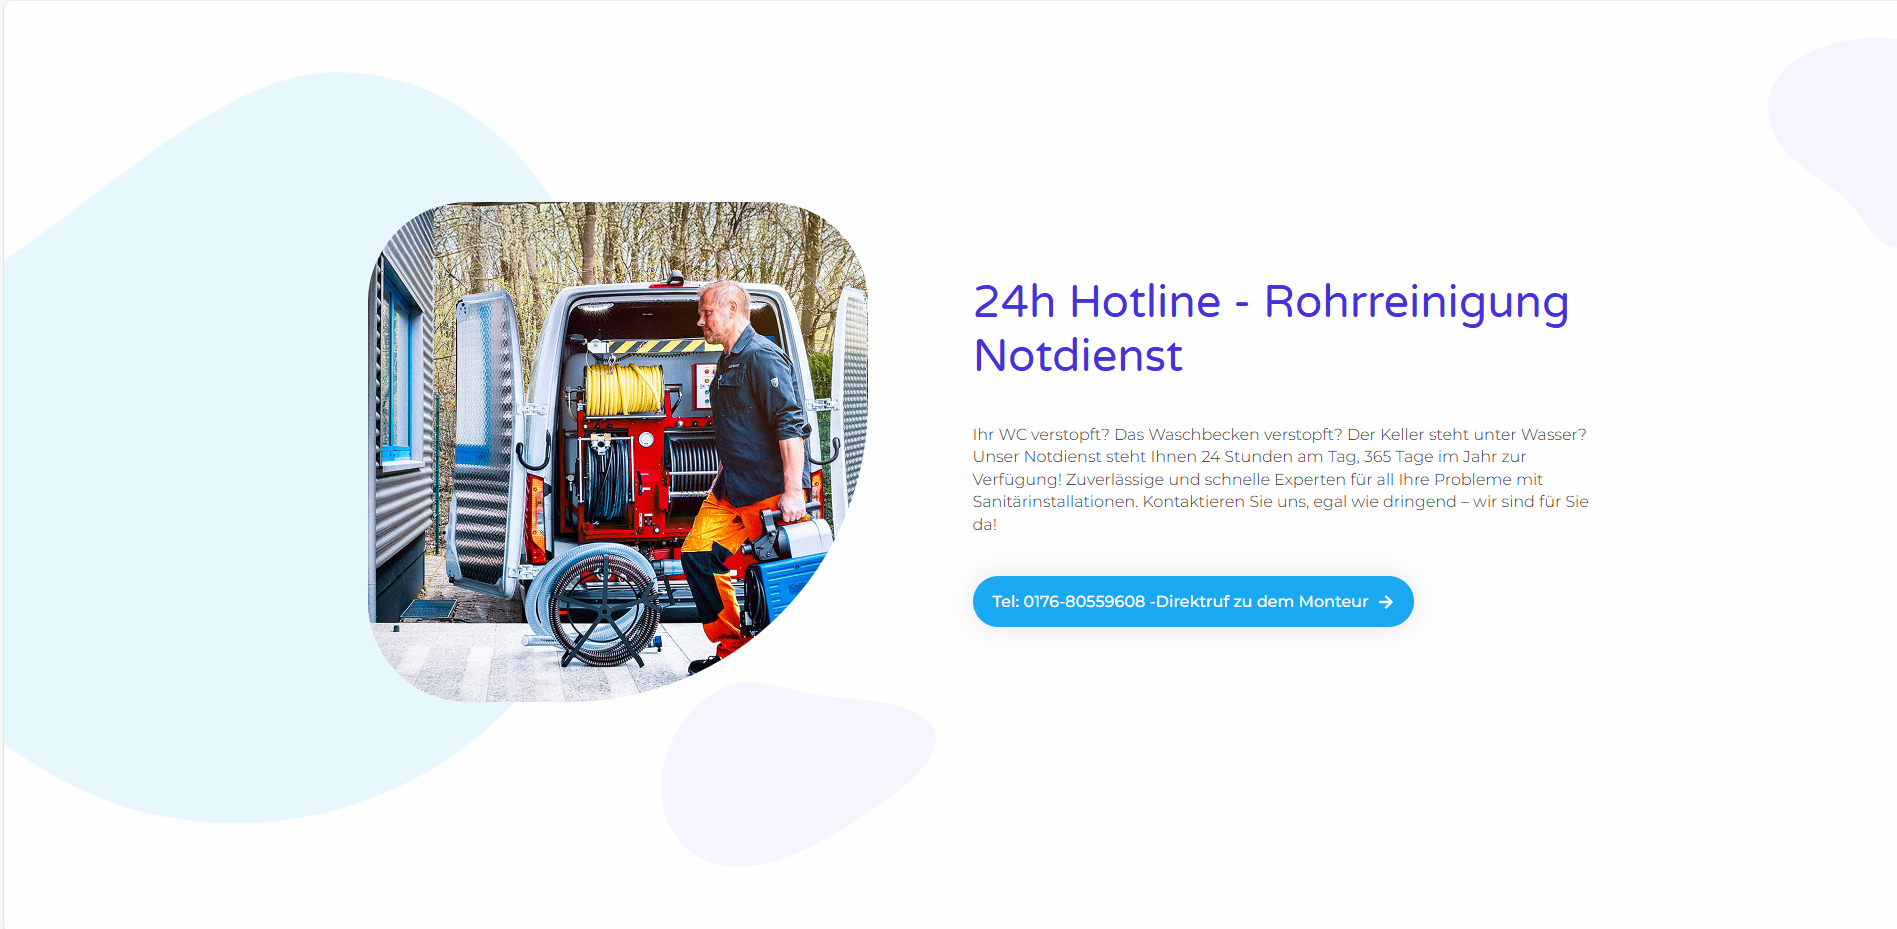 24h Hotline - Rohrreinigung
Notdienst
Ihr WC verstopft? Das Waschbecken verstopft? Der Keller steht unter Wasser?
Unser Notdienst steht Ihnen 24 Stunden am Tag, 365 Tage im Jahr zur
Verfügung! Zuverlässige und schnelle Experten für all Ihre Probleme mit
Sanitärinstallationen. Kontaktieren Sie uns, egal wie dringend – wir sind für Sie
da!
Tel: 0176-80559608 -Direktruf zu dem Monteur